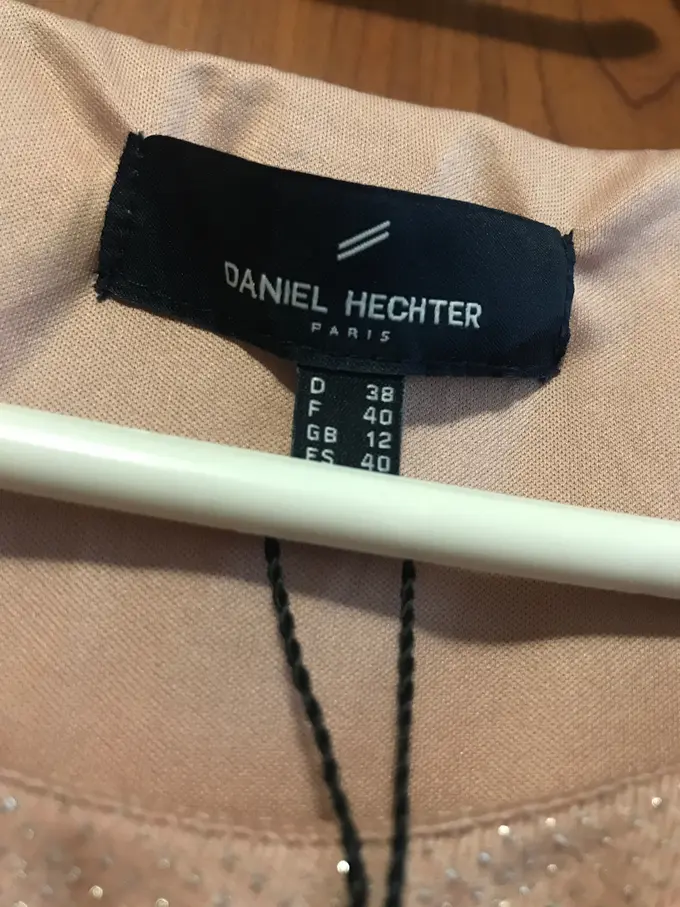 DANIEL HECHTER
PARIS
D 38
F 40
GB 12
ES 40